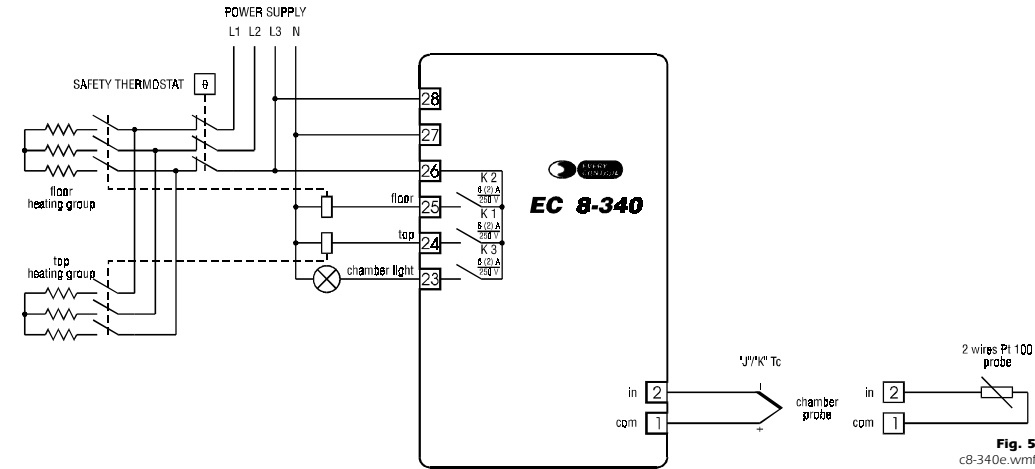 POWER SUPPLY
L1 L2 L3 N
SAFETY THERMOSTAT θ
28
27
26
K 2
6 (2) A
250 V
floor 25
K 1
6 (2) A
250 V
top 24
K 3
6 (2) A
250 V
chamber light 23
EVERY
CONTROL
EC 8-340
floor
heating group
top
heating group
"J"/"K" Tc
in 2
com 1
-
+
chamber
probe
2 wires Pt 100
probe
in 2
com 1
Fig. 5
c8-340e.wmf